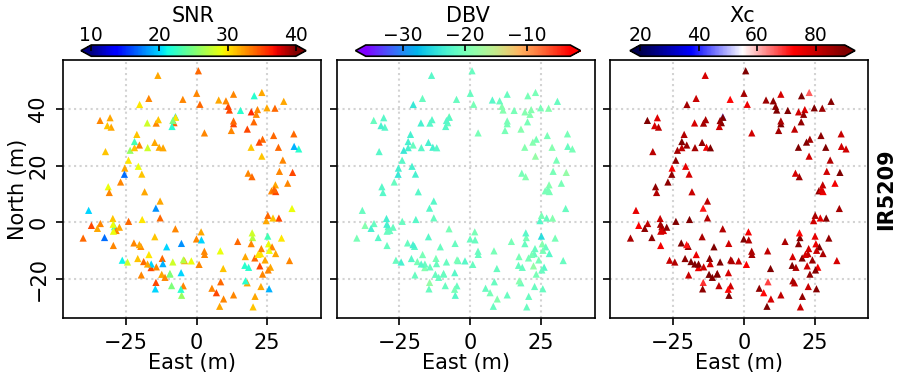 SNR DBV Xc
10 20 30 40 −30 −20 −10 20 40 60 80
40
20
0
−20
North (m)
IR5209
−25 0 25 −25 0 25 −25 0 25
East (m) East (m) East (m)